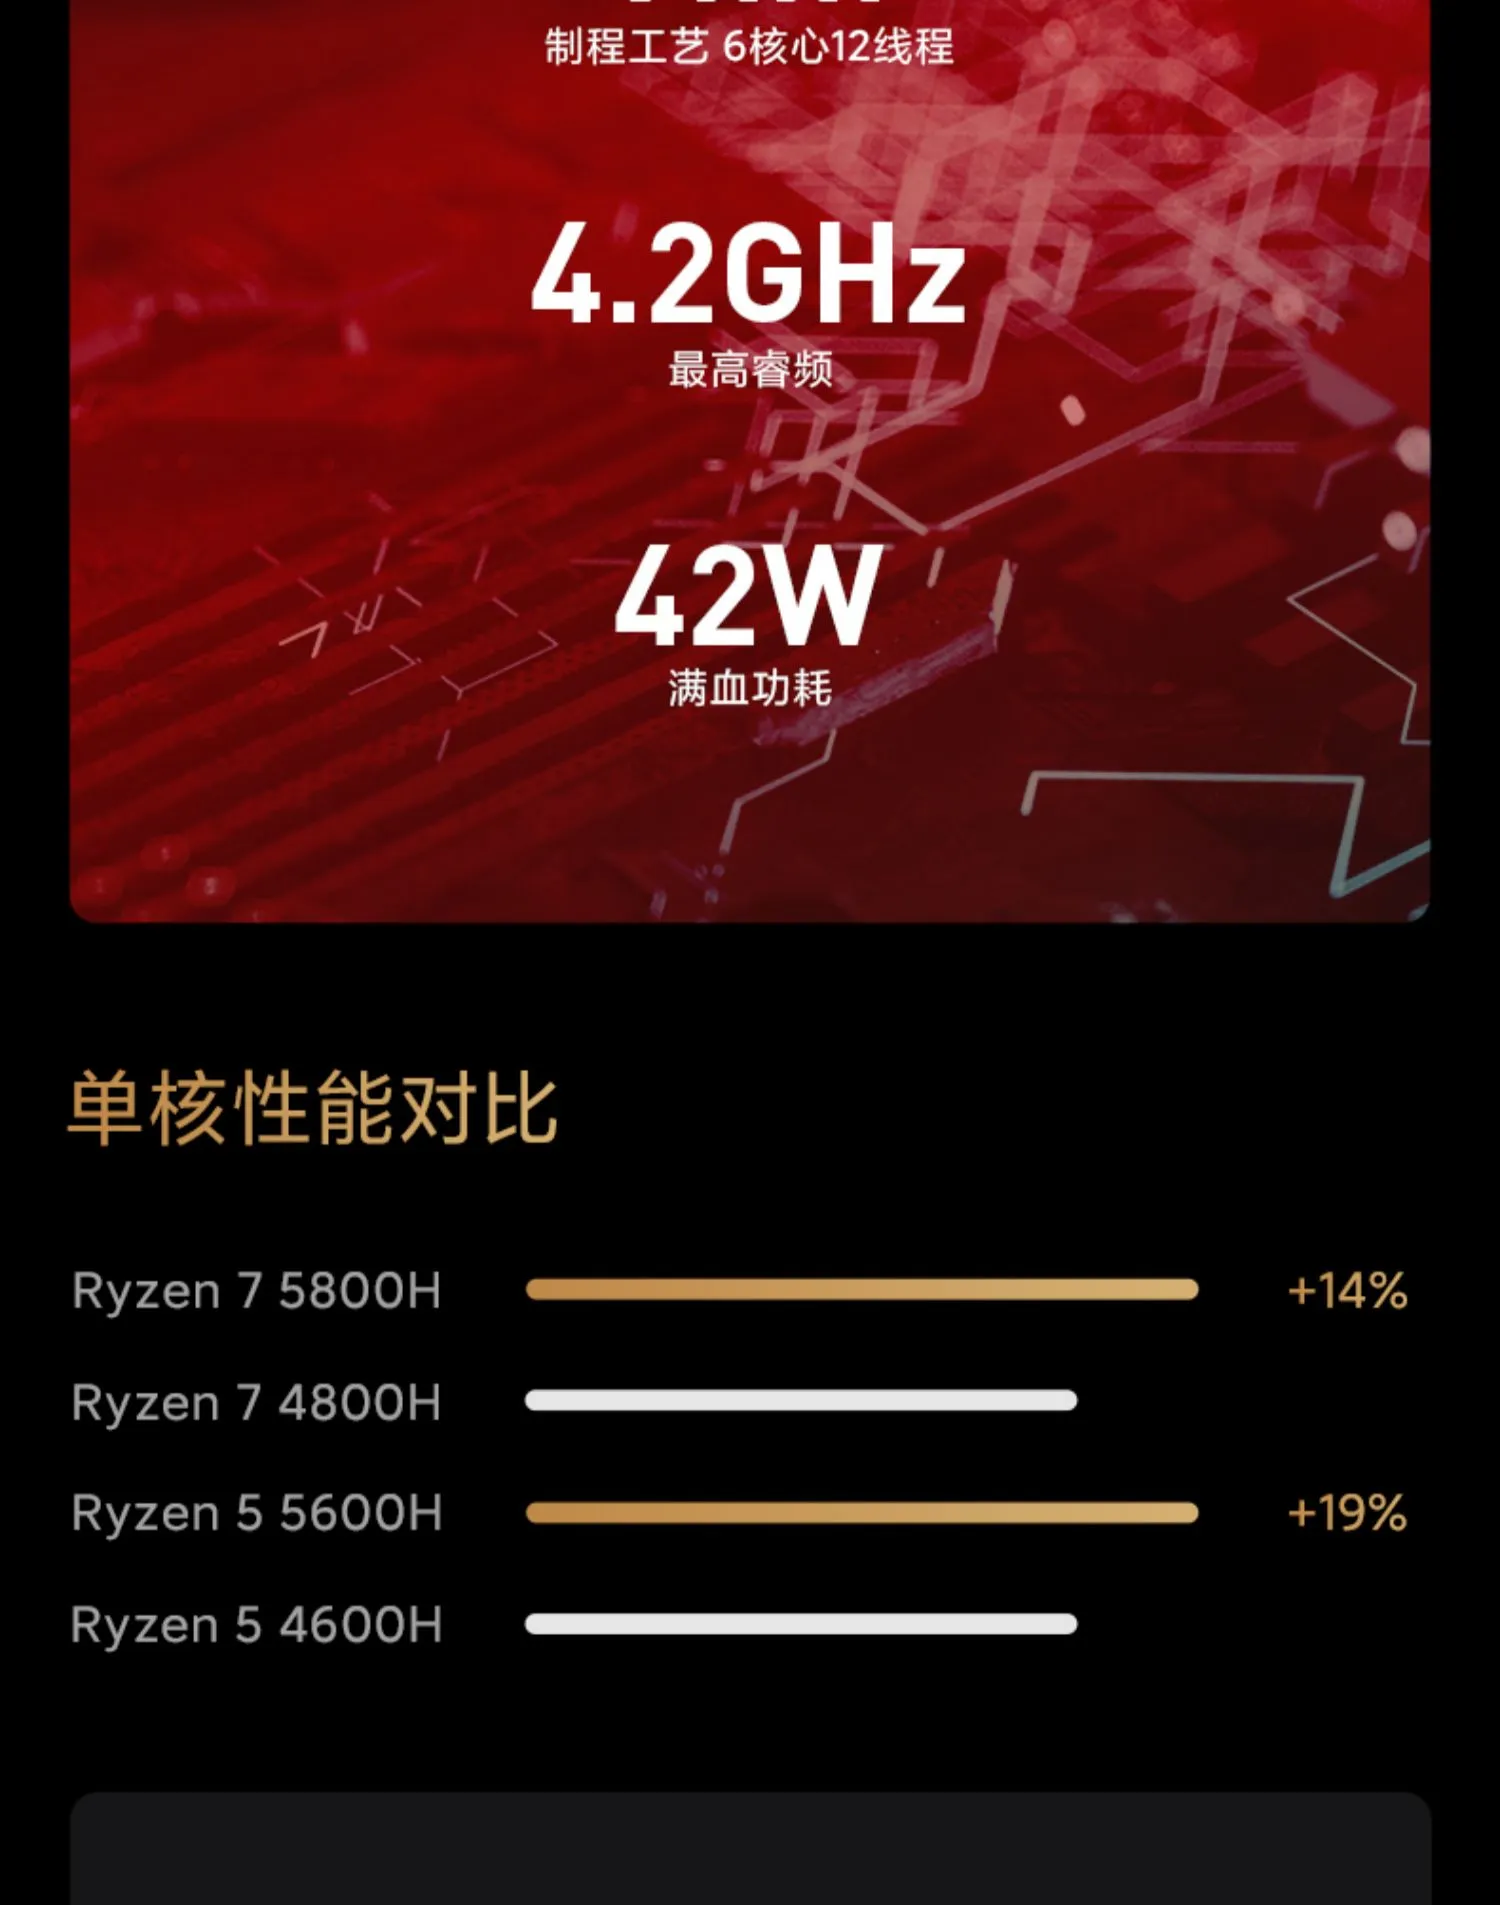 制程工艺 6核心12线程
4.2GHz
最高睿频
42W
满血功耗
单核性能对比
Ryzen 7 5800H +14%
Ryzen 7 4800H
Ryzen 5 5600H +19%
Ryzen 5 4600H